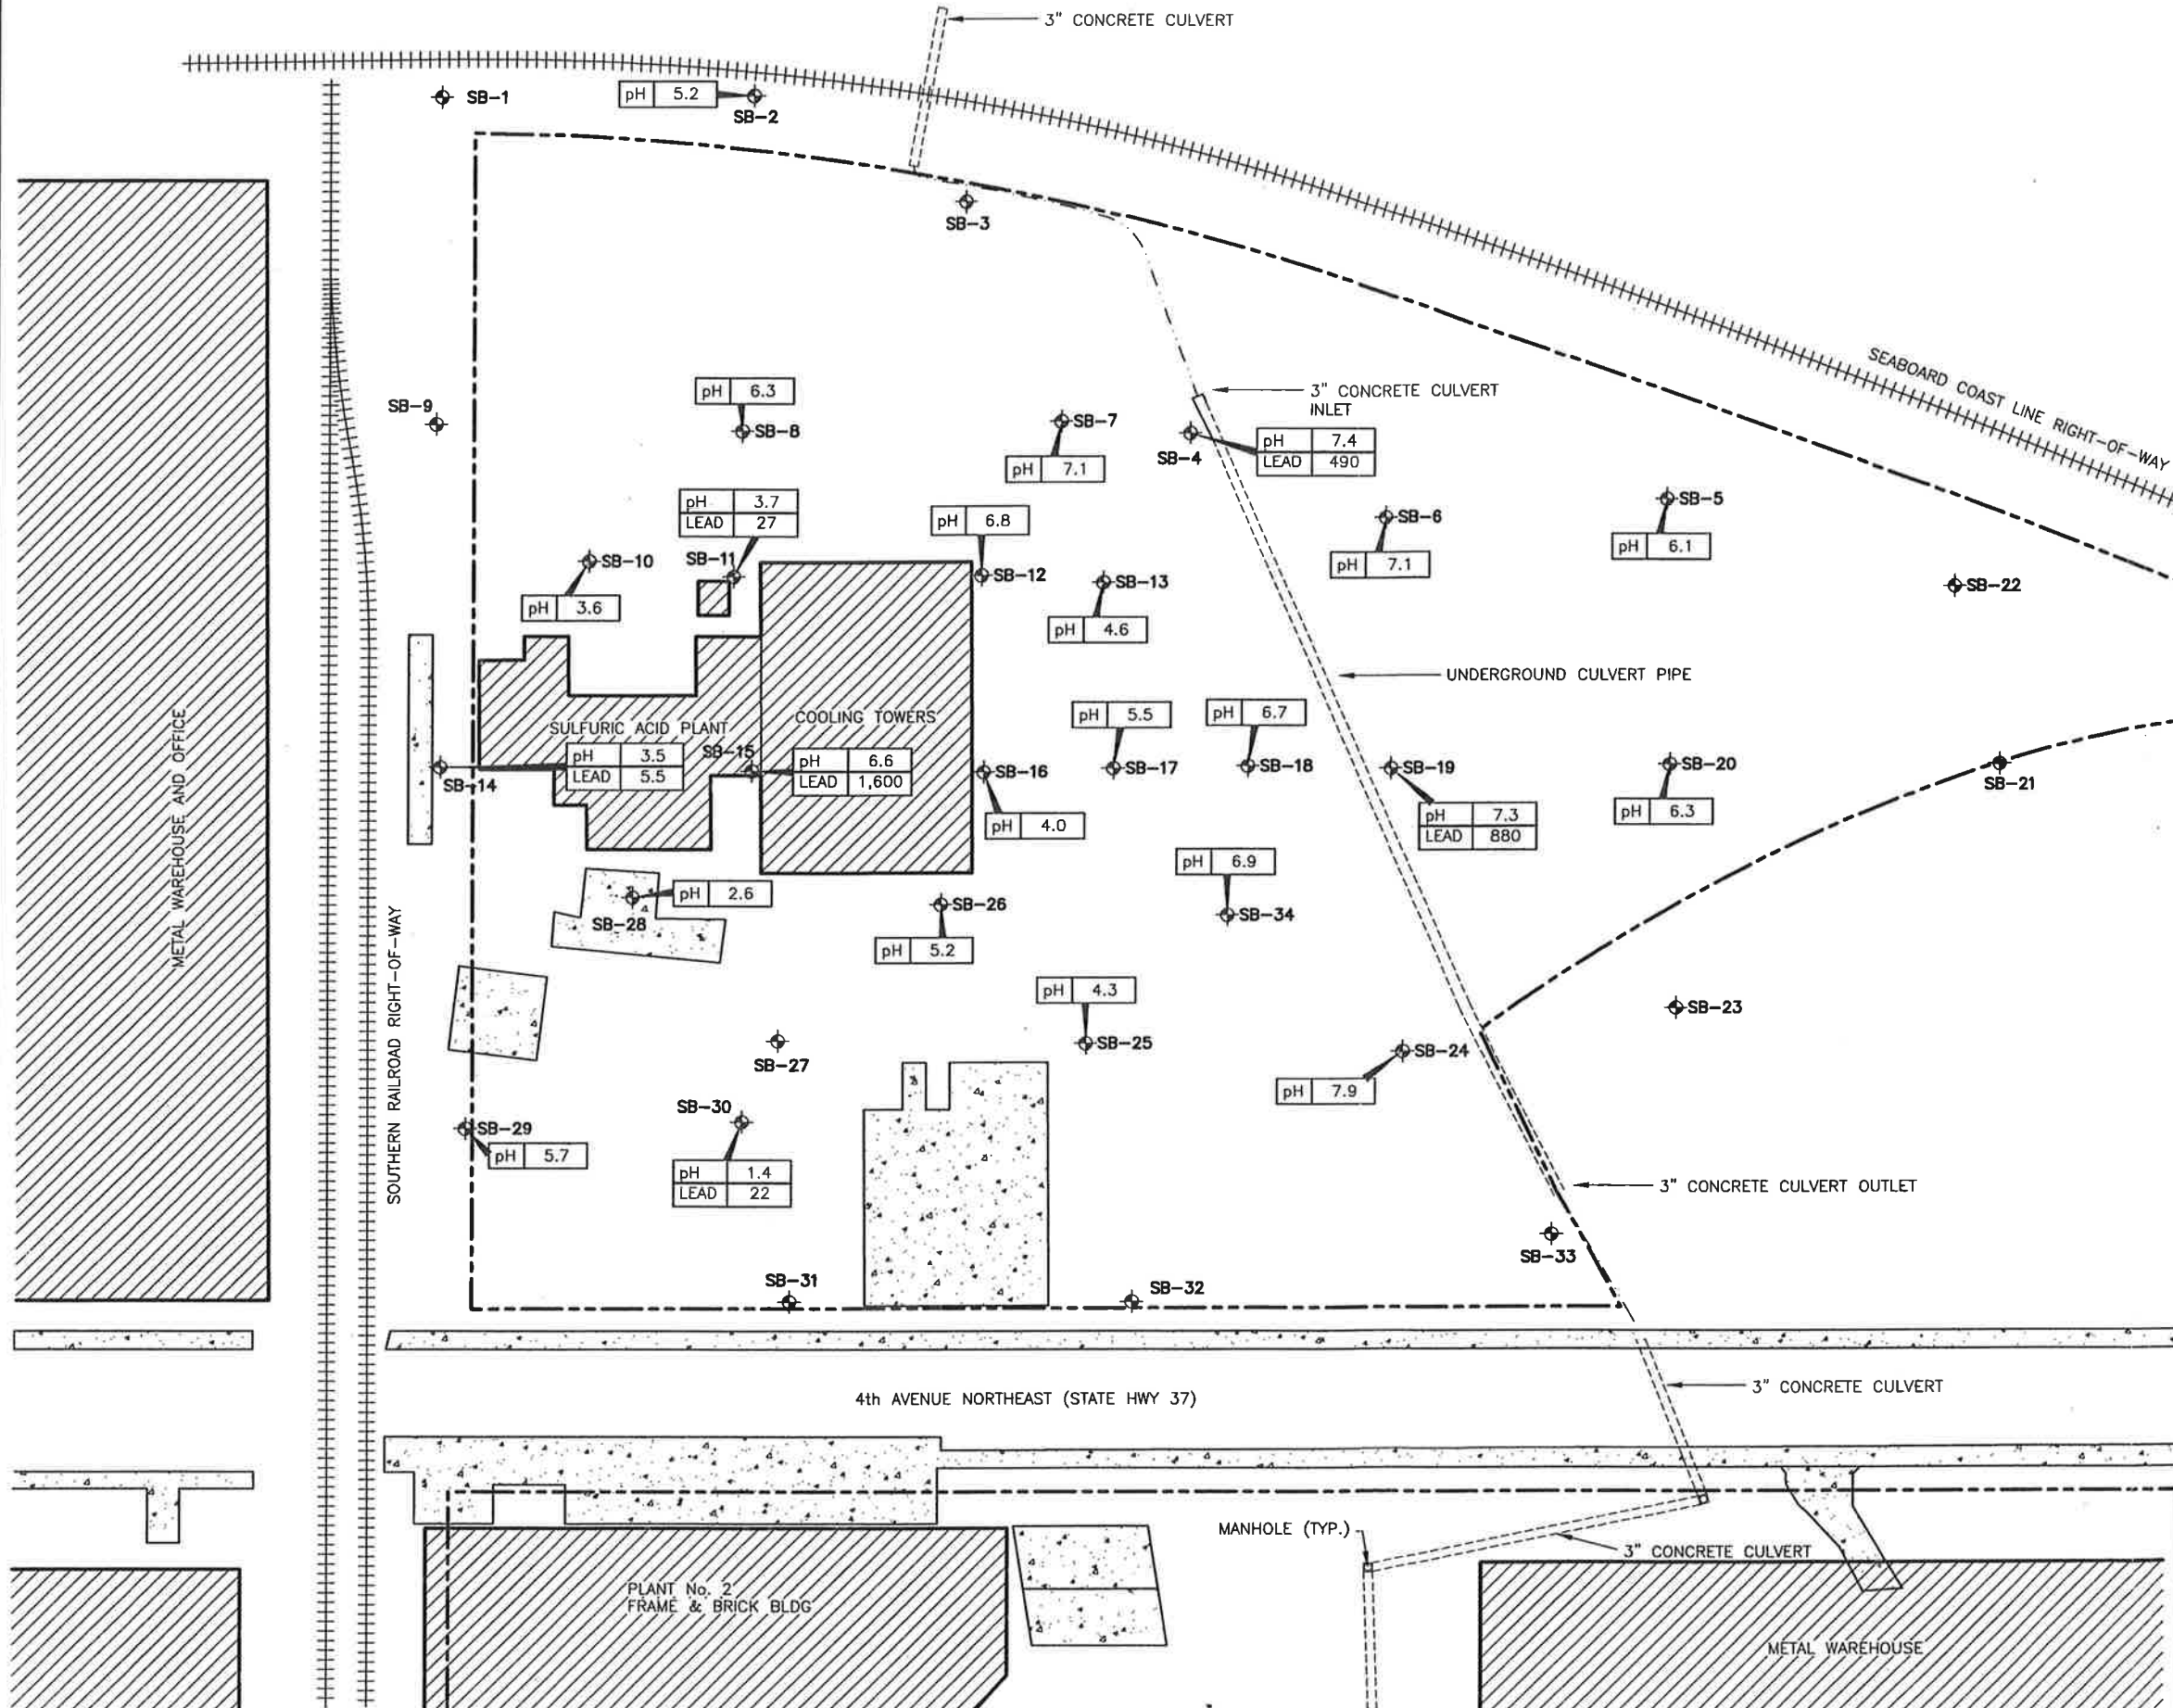 3" CONCRETE CULVERT
SB-1
pH 5.2
SB-2
SB-3
SEABOARD COAST LINE RIGHT-OF-WAY
pH 6.3
SB-8
SB-9
SB-7
pH 7.1
3" CONCRETE CULVERT
INLET
SB-4
pH 7.4
LEAD 490
SB-5
pH 6.1
SB-6
pH 7.1
pH 3.7
LEAD 27
SB-11
pH 6.8
SB-12
SB-10
pH 3.6
SB-13
pH 4.6
SB-22
UNDERGROUND CULVERT PIPE
METAL WAREHOUSE AND OFFICE
SULFURIC ACID PLANT
COOLING TOWERS
pH 3.5
LEAD 5.5
SB-14
SB-15
pH 6.6
LEAD 1,600
SB-16
pH 4.0
pH 5.5
SB-17
pH 6.7
SB-18
SB-19
pH 7.3
LEAD 880
SB-20
pH 6.3
SB-21
pH 2.6
SB-28
SB-26
pH 5.2
pH 6.9
SB-34
SOUTHERN RAILROAD RIGHT-OF-WAY
pH 4.3
SB-25
SB-23
SB-24
pH 7.9
SB-27
SB-29
pH 5.7
SB-30
pH 1.4
LEAD 22
3" CONCRETE CULVERT OUTLET
SB-33
SB-31
SB-32
4th AVENUE NORTHEAST (STATE HWY 37)
3" CONCRETE CULVERT
MANHOLE (TYP.)
3" CONCRETE CULVERT
PLANT No. 2
FRAME & BRICK BLDG
METAL WAREHOUSE